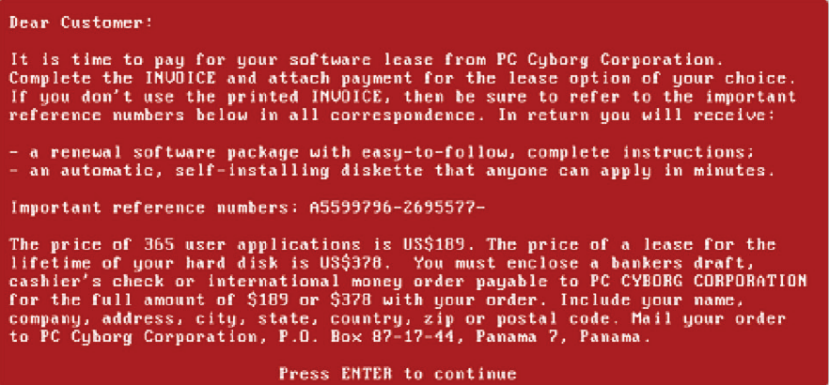 Dear Customer:
It is time to pay for your software lease from PC Cyborg Corporation.
Complete the INVOICE and attach payment for the lease option of your choice.
If you don't use the printed INVOICE, then be sure to refer to the important
reference numbers below in all correspondence. In return you will receive:
- a renewal software package with easy-to-follow, complete instructions;
- an automatic, self-installing diskette that anyone can apply in minutes.
Important reference numbers: A5599796-2695577-
The price of 365 user applications is US$189. The price of a lease for the
lifetime of your hard disk is US$378. You must enclose a bankers draft,
cashier's check or international money order payable to PC CYBORG CORPORATION
for the full amount of $189 or $378 with your order. Include your name,
company, address, city, state, country, zip or postal code. Mail your order
to PC Cyborg Corporation, P.O. Box 87-17-44, Panama 7, Panama.
Press ENTER to continue